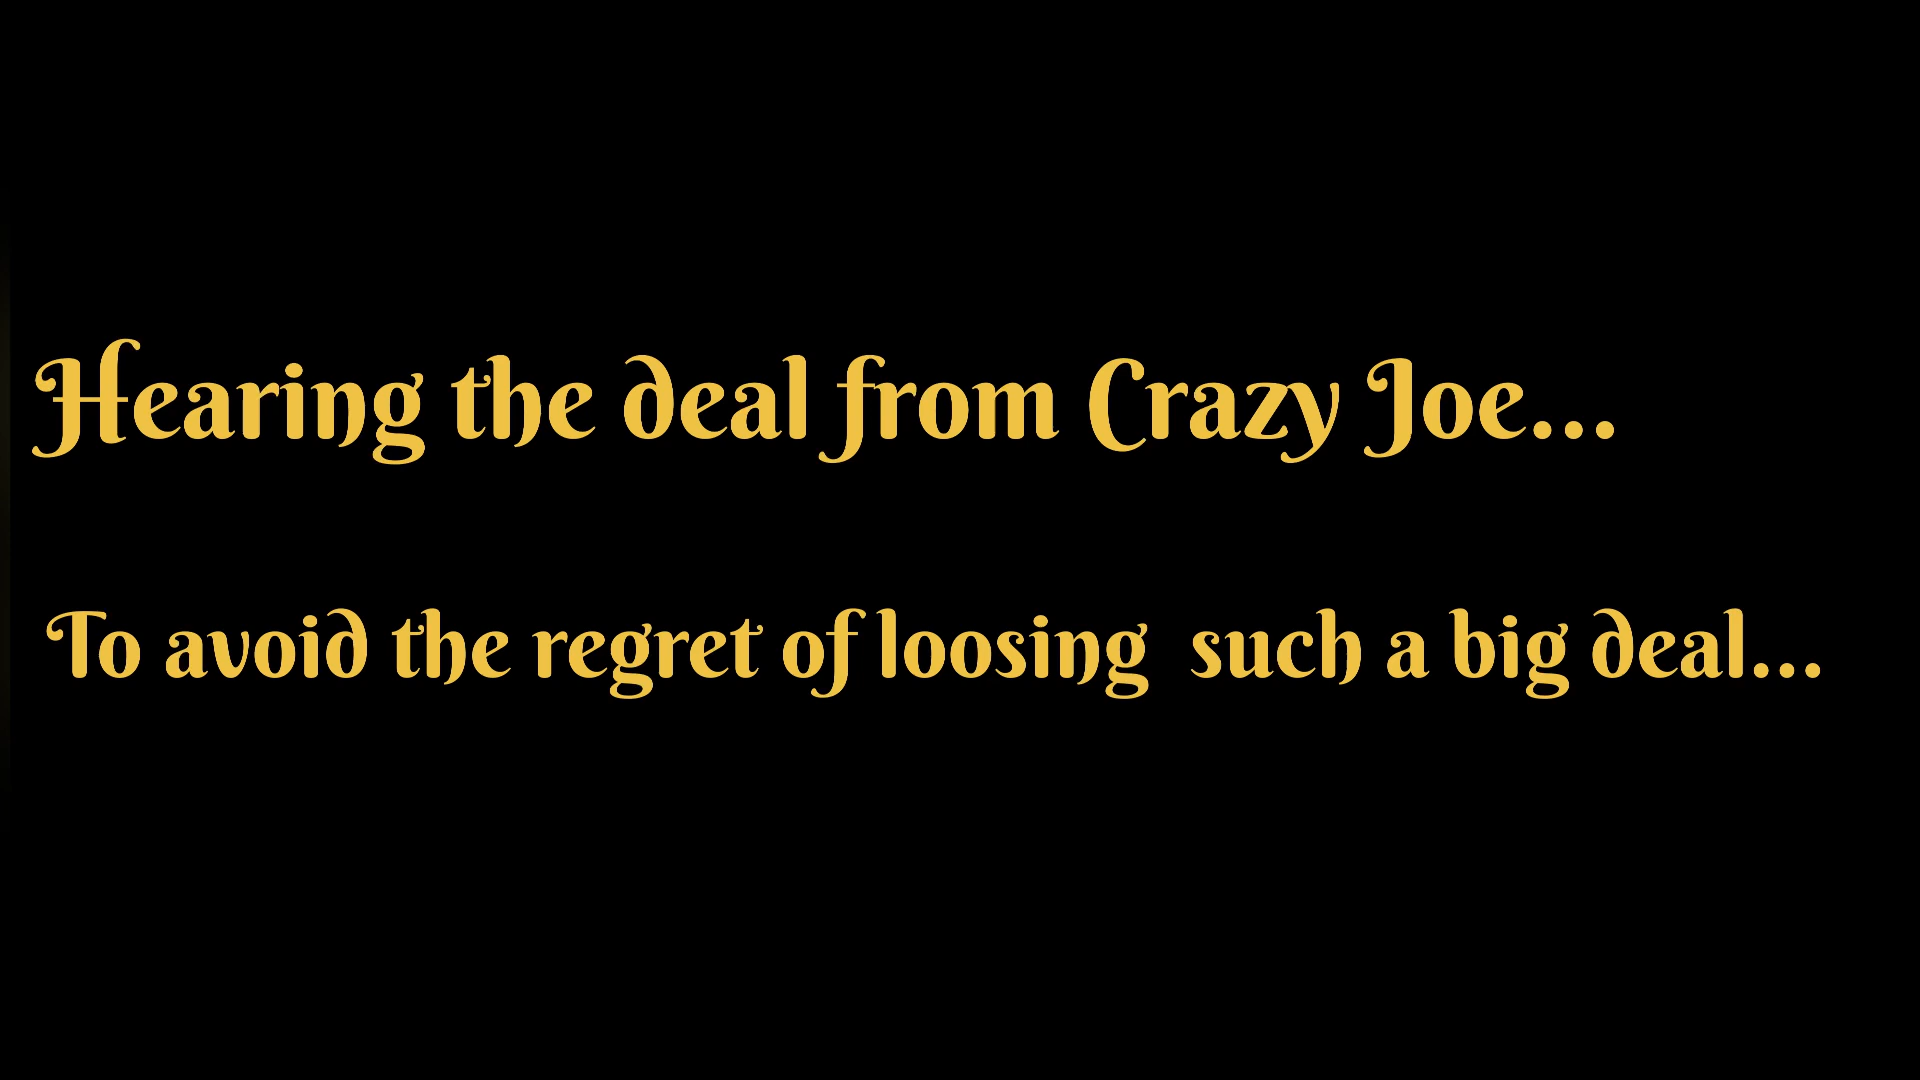 Hearing the deal from Crazy Joe...
To avoid the regret of loosing  such a big deal...